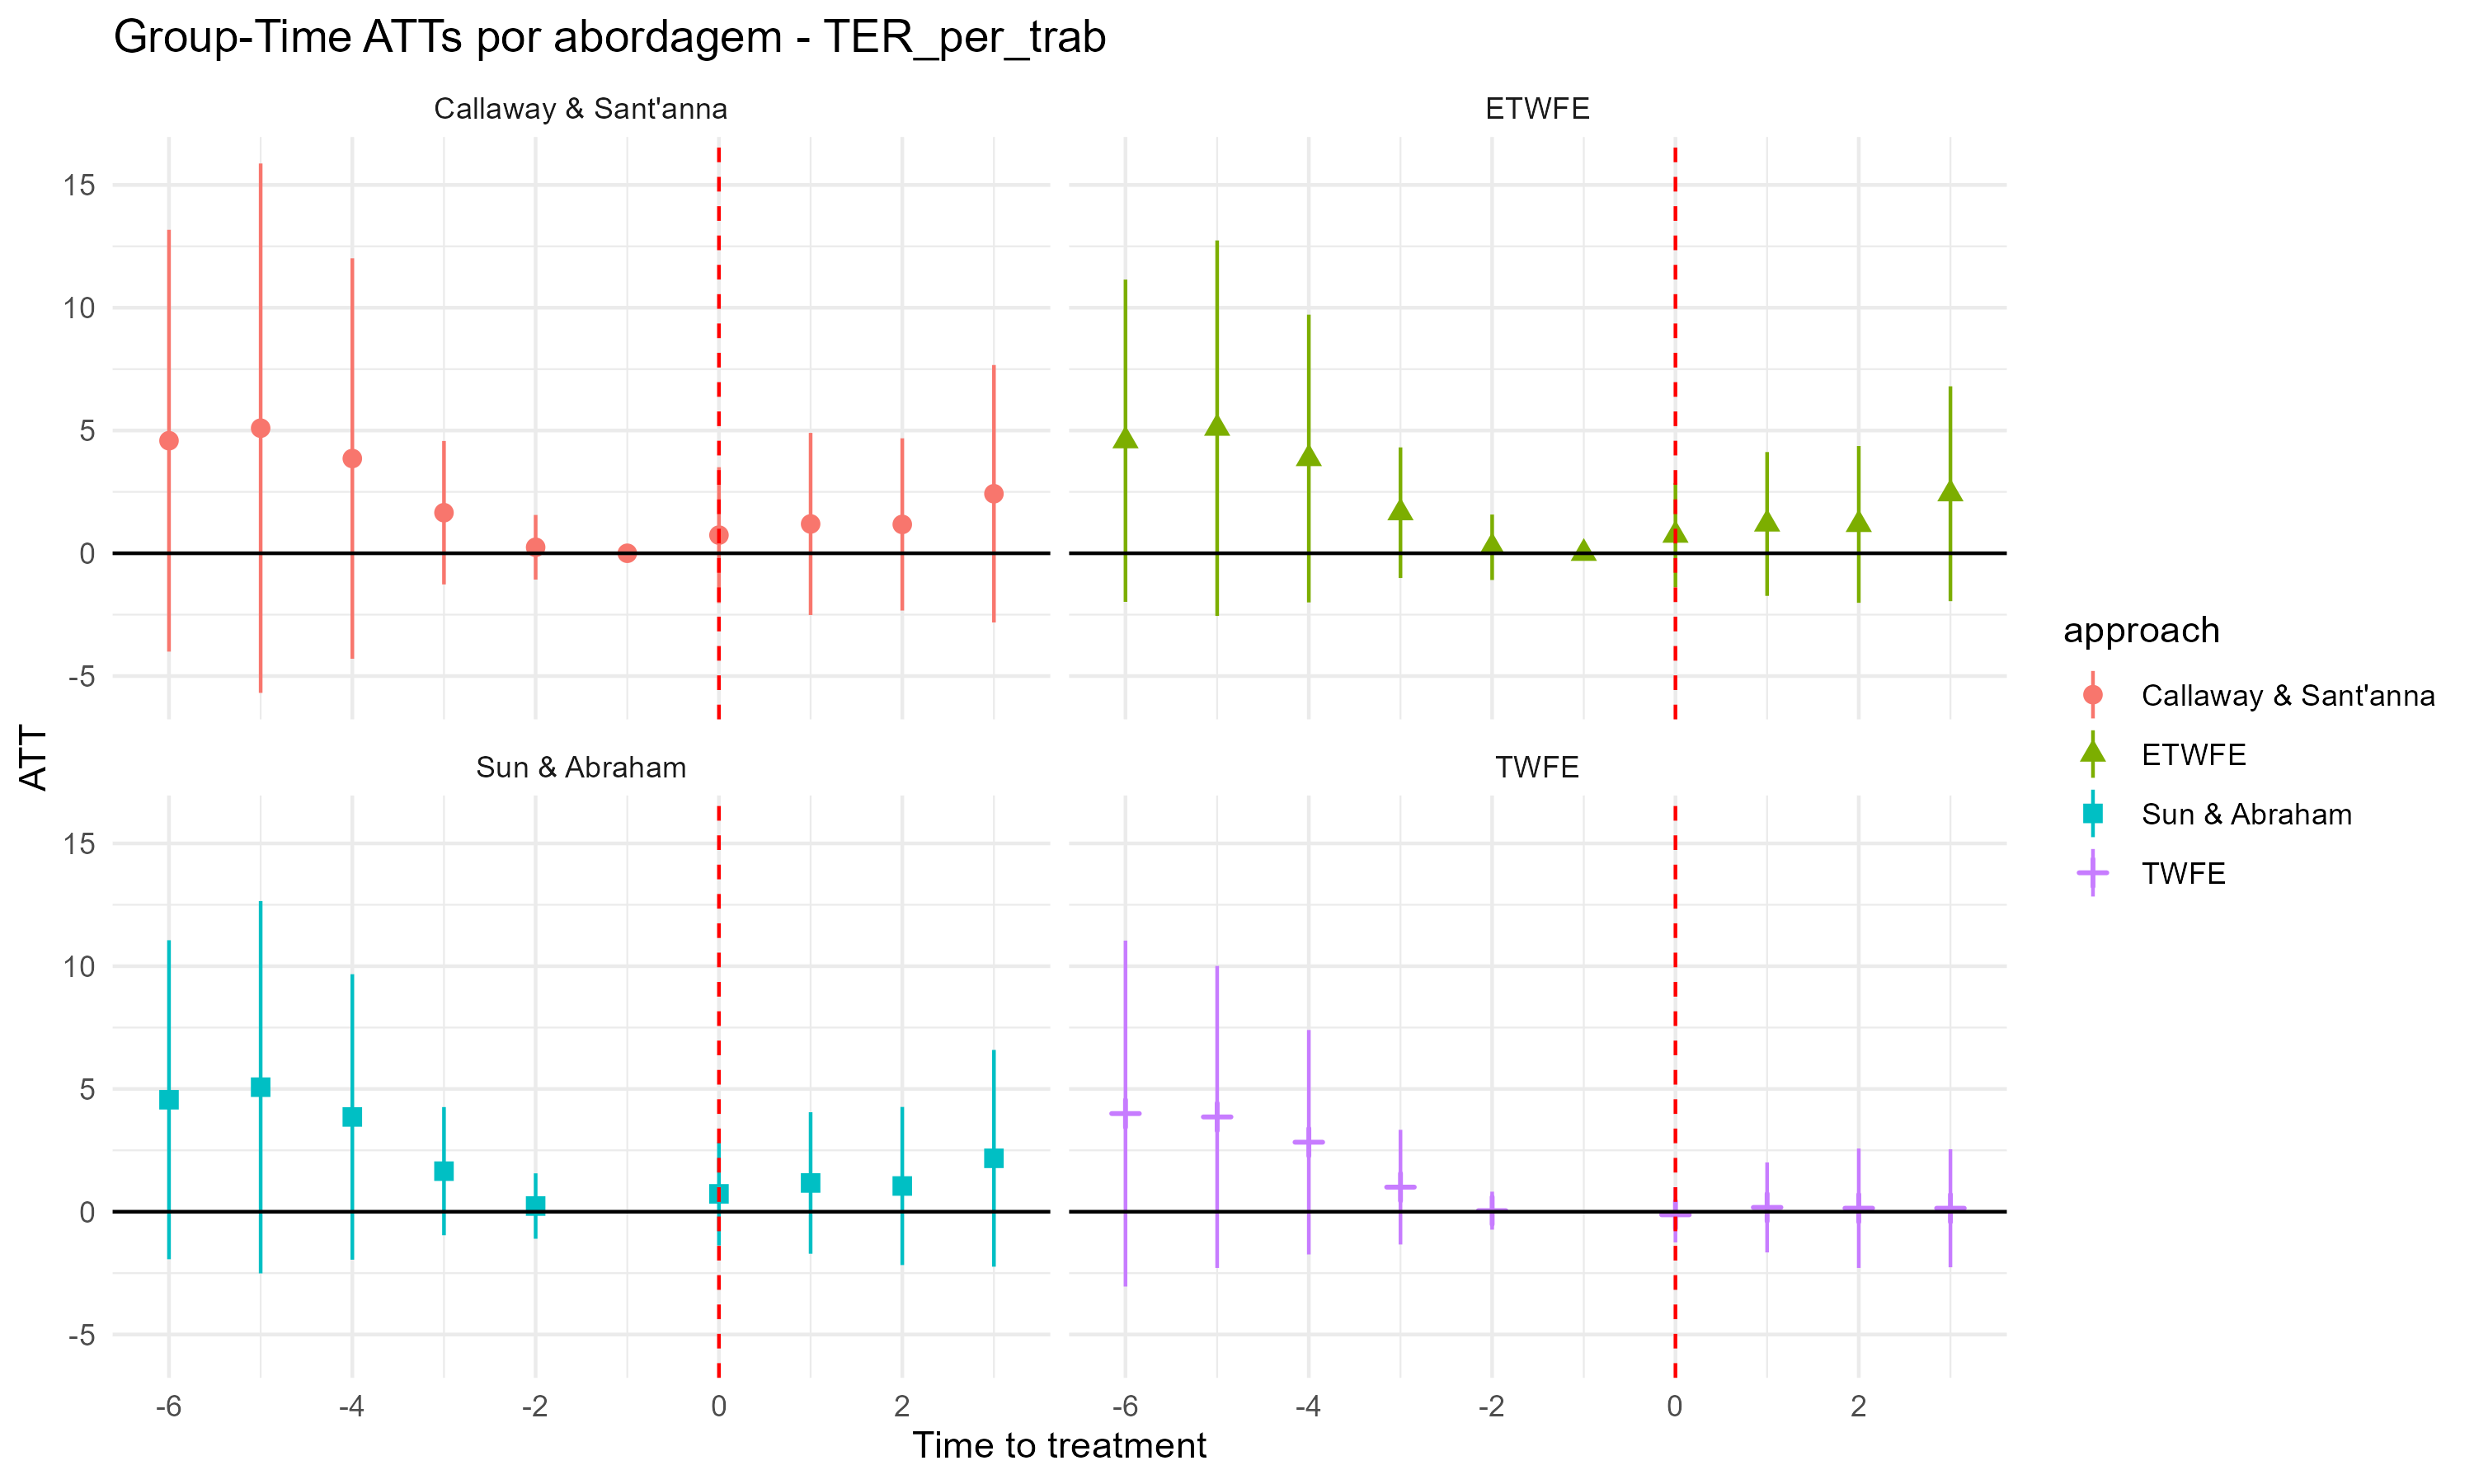 Group-Time ATTs por abordagem - TER_per_trab
Callaway & Sant'anna
ETWFE
15
10
5
0
-5
Sun & Abraham
TWFE
15
10
5
0
-5
-6 -4 -2 0 2
-6 -4 -2 0 2
Time to treatment
ATT
approach
Callaway & Sant'anna
ETWFE
Sun & Abraham
TWFE